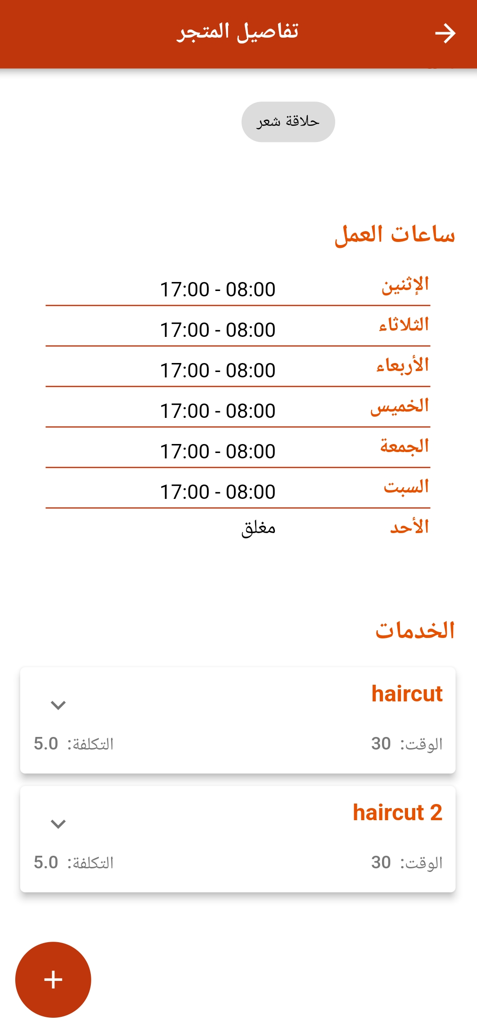 تفاصيل المتجر
حلاقة شعر
ساعات العمل
الإثنين 08:00 - 17:00
الثلاثاء 08:00 - 17:00
الأربعاء 08:00 - 17:00
الخميس 08:00 - 17:00
الجمعة 08:00 - 17:00
السبت 08:00 - 17:00
الأحد مغلق
الخدمات
haircut
الوقت: 30 التكلفة: 5.0
haircut 2
الوقت: 30 التكلفة: 5.0